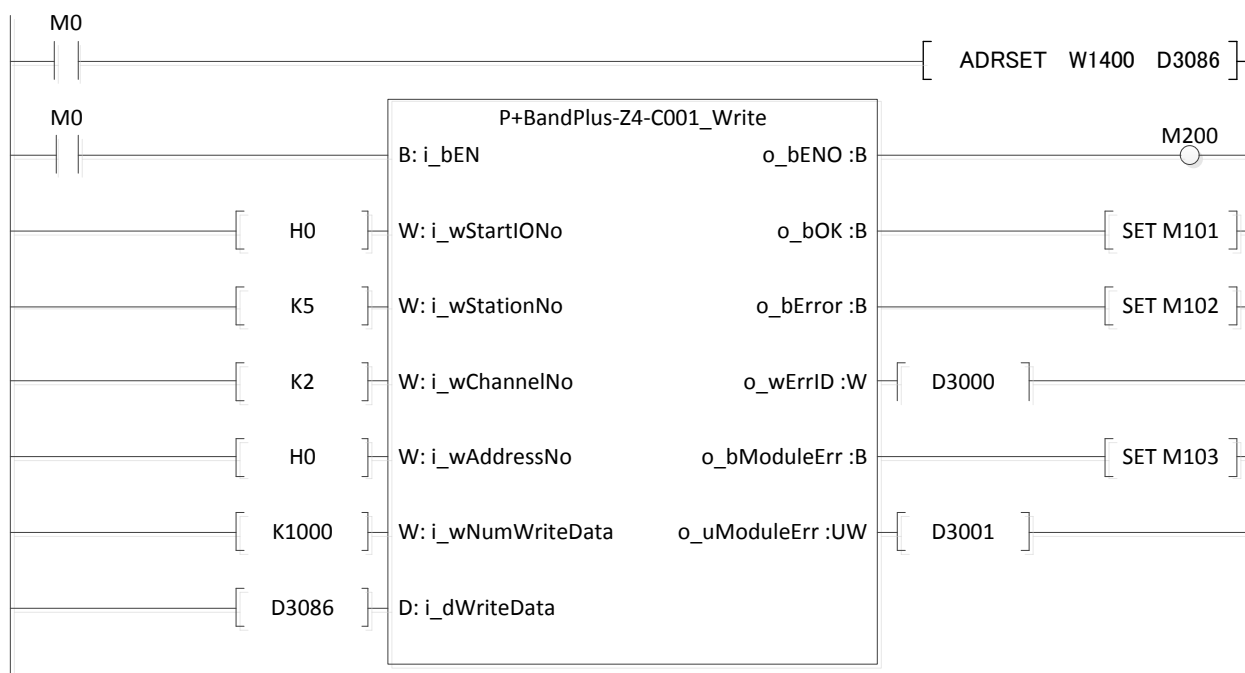 M0
ADRSET W1400 D3086
M0
P+BandPlus-Z4-C001_Write
M200
B: i_bEN o_bENO :B
H0 W: i_wStartIONo o_bOK :B SET M101
K5 W: i_wStationNo o_bError :B SET M102
K2 W: i_wChannelNo o_wErrID :W D3000
H0 W: i_wAddressNo o_bModuleErr :B SET M103
K1000 W: i_wNumWriteData o_uModuleErr :UW D3001
D3086 D: i_dWriteData